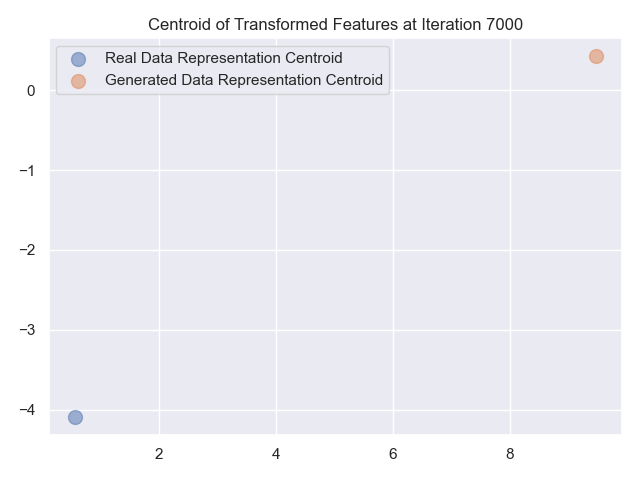 Centroid of Transformed Features at Iteration 7000
Real Data Representation Centroid
Generated Data Representation Centroid
0
−1
−2
−3
−4
2 4 6 8